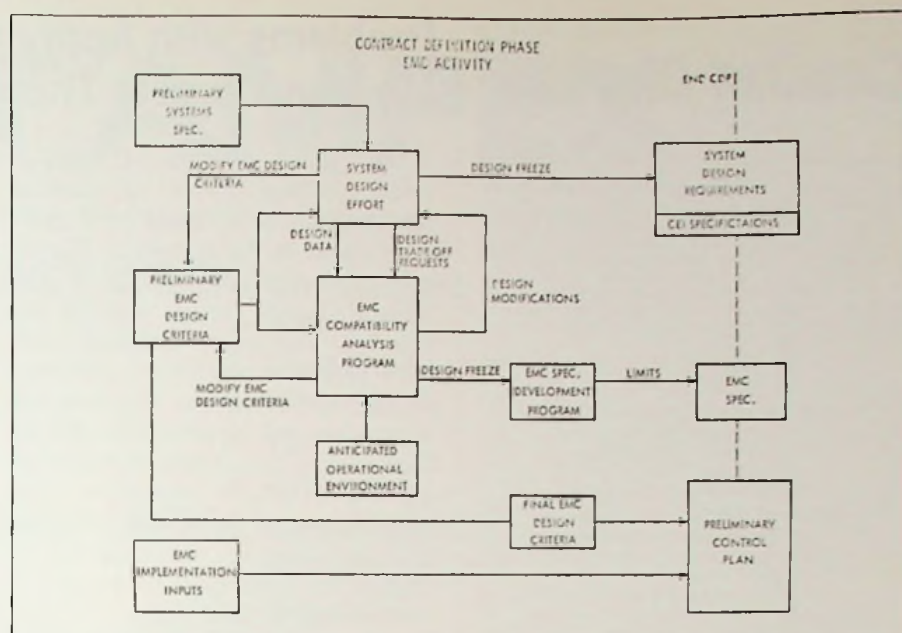 CONTRACT DEFINITION PHASE
EMC ACTIVITY
END CDP
PRELIMINARY
SYSTEMS
SPEC.
MODIFY EMC DESIGN
CRITERIA
SYSTEM
DESIGN
EFFORT
DESIGN FREEZE
SYSTEM
DESIGN
REQUIREMENTS
CEI SPECIFICTAIONS
DESIGN
DATA
DESIGN
TRADE OFF
REQUESTS
PRELIMINARY
EMC
DESIGN
CRITERIA
EMC
COMPATIBILITY
ANALYSIS
PROGRAM
DESIGN
MODIFICATIONS
MODIFY EMC
DESIGN CRITERIA
DESIGN FREEZE
EMC SPEC.
DEVELOPMENT
PROGRAM
LIMITS
EMC
SPEC.
ANTICIPATED
OPERATIONAL
ENVIRONMENT
FINAL EMC
DESIGN
CRITERIA
PRELIMINARY
CONTROL
PLAN
EMC
IMPLEMENTATION
INPUTS